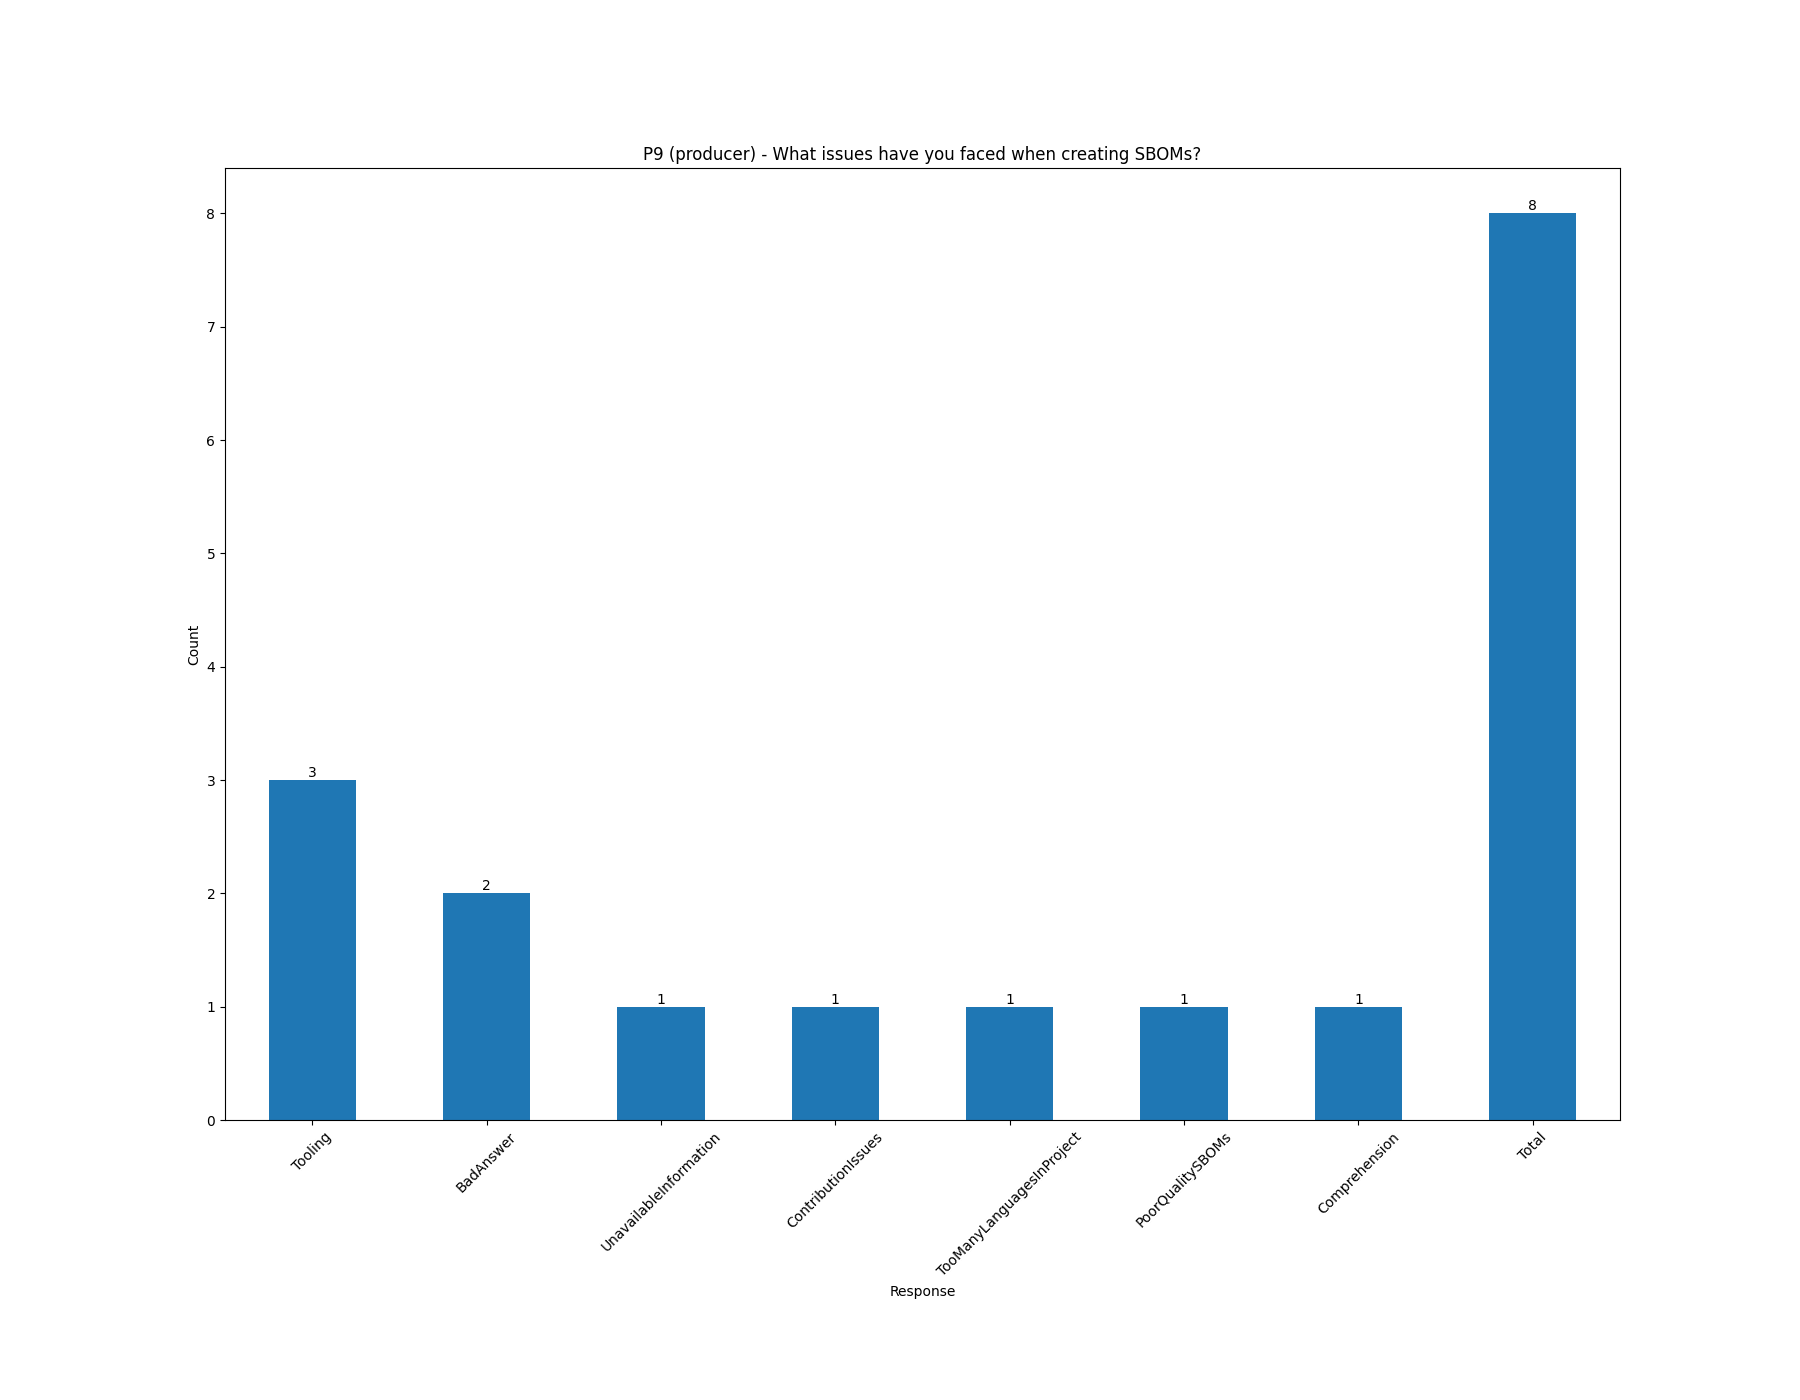 P9 (producer) - What issues have you faced when creating SBOMs?
8
7
6
5
4
3
2
1
0
Count
3
2
1
1
1
1
1
8
Tooling
BadAnswer
UnavailableInformation
ContributionIssues
TooManyLanguagesInProject
PoorQualitySBOMs
Comprehension
Total
Response